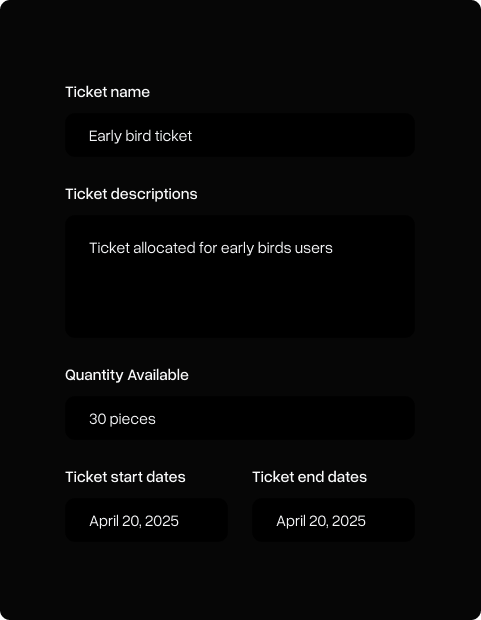 Ticket name
Early bird ticket
Ticket descriptions
Ticket allocated for early birds users
Quantity Available
30 pieces
Ticket start dates
Ticket end dates
April 20, 2025
April 20, 2025